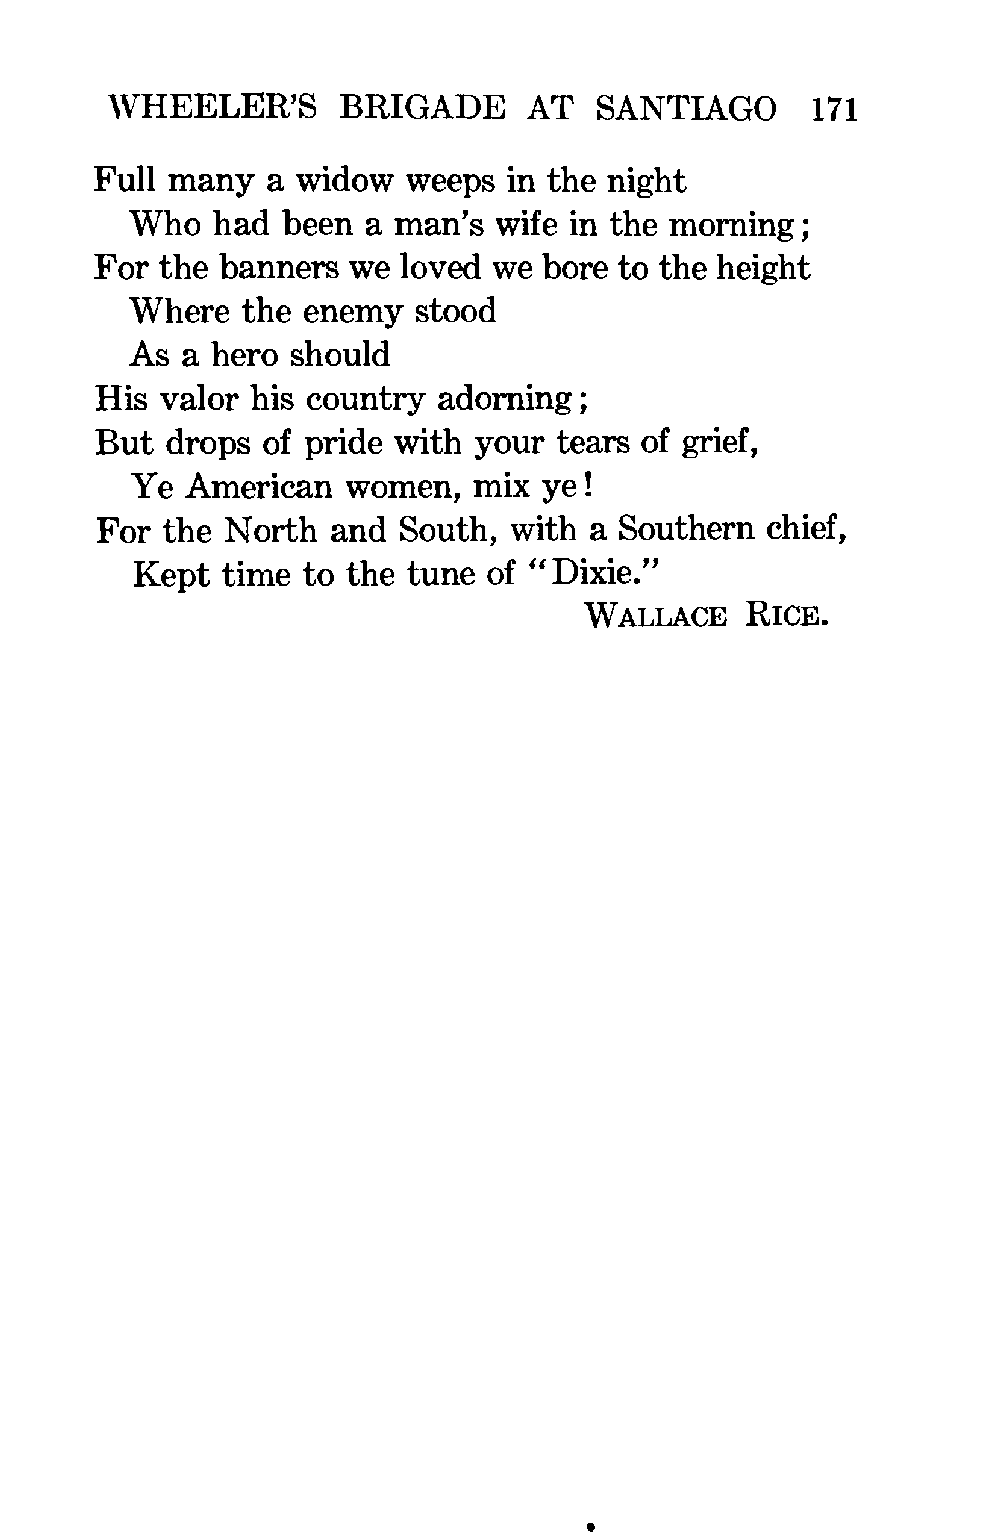 WHEELER'S BRIGADE AT SANTIAGO 171
Full many a widow weeps in the night
Who had been a man's wife in the morning;
For the banners we loved we bore to the height
Where the enemy stood
As a hero should
His valor his country adorning;
But drops of pride with your tears of grief,
Ye American women, mix ye!
For the North and South, with a Southern chief,
Kept time to the tune of "Dixie."
WALLACE RICE.